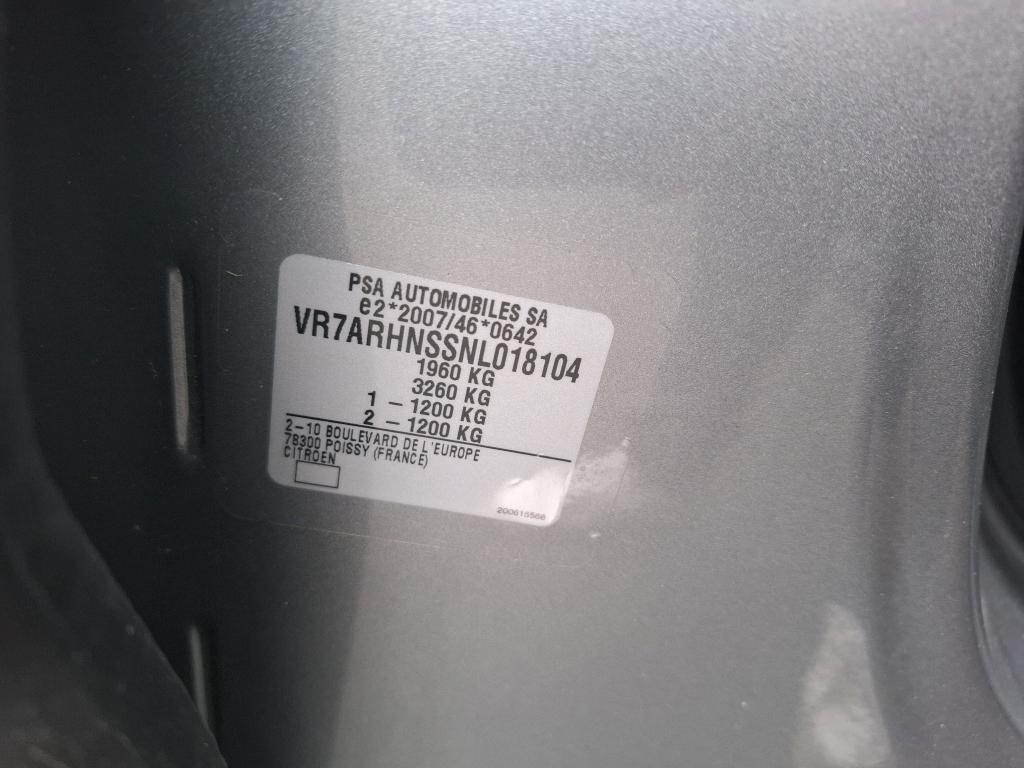 PSA AUTOMOBILES SA
e2*2007/46*0642
VR7ARHNSSNL018104
1960 KG
3260 KG
1 – 1200 KG
2 – 1200 KG
2–10 BOULEVARD DE L'EUROPE
78300 POISSY (FRANCE)
CITROEN
200615566